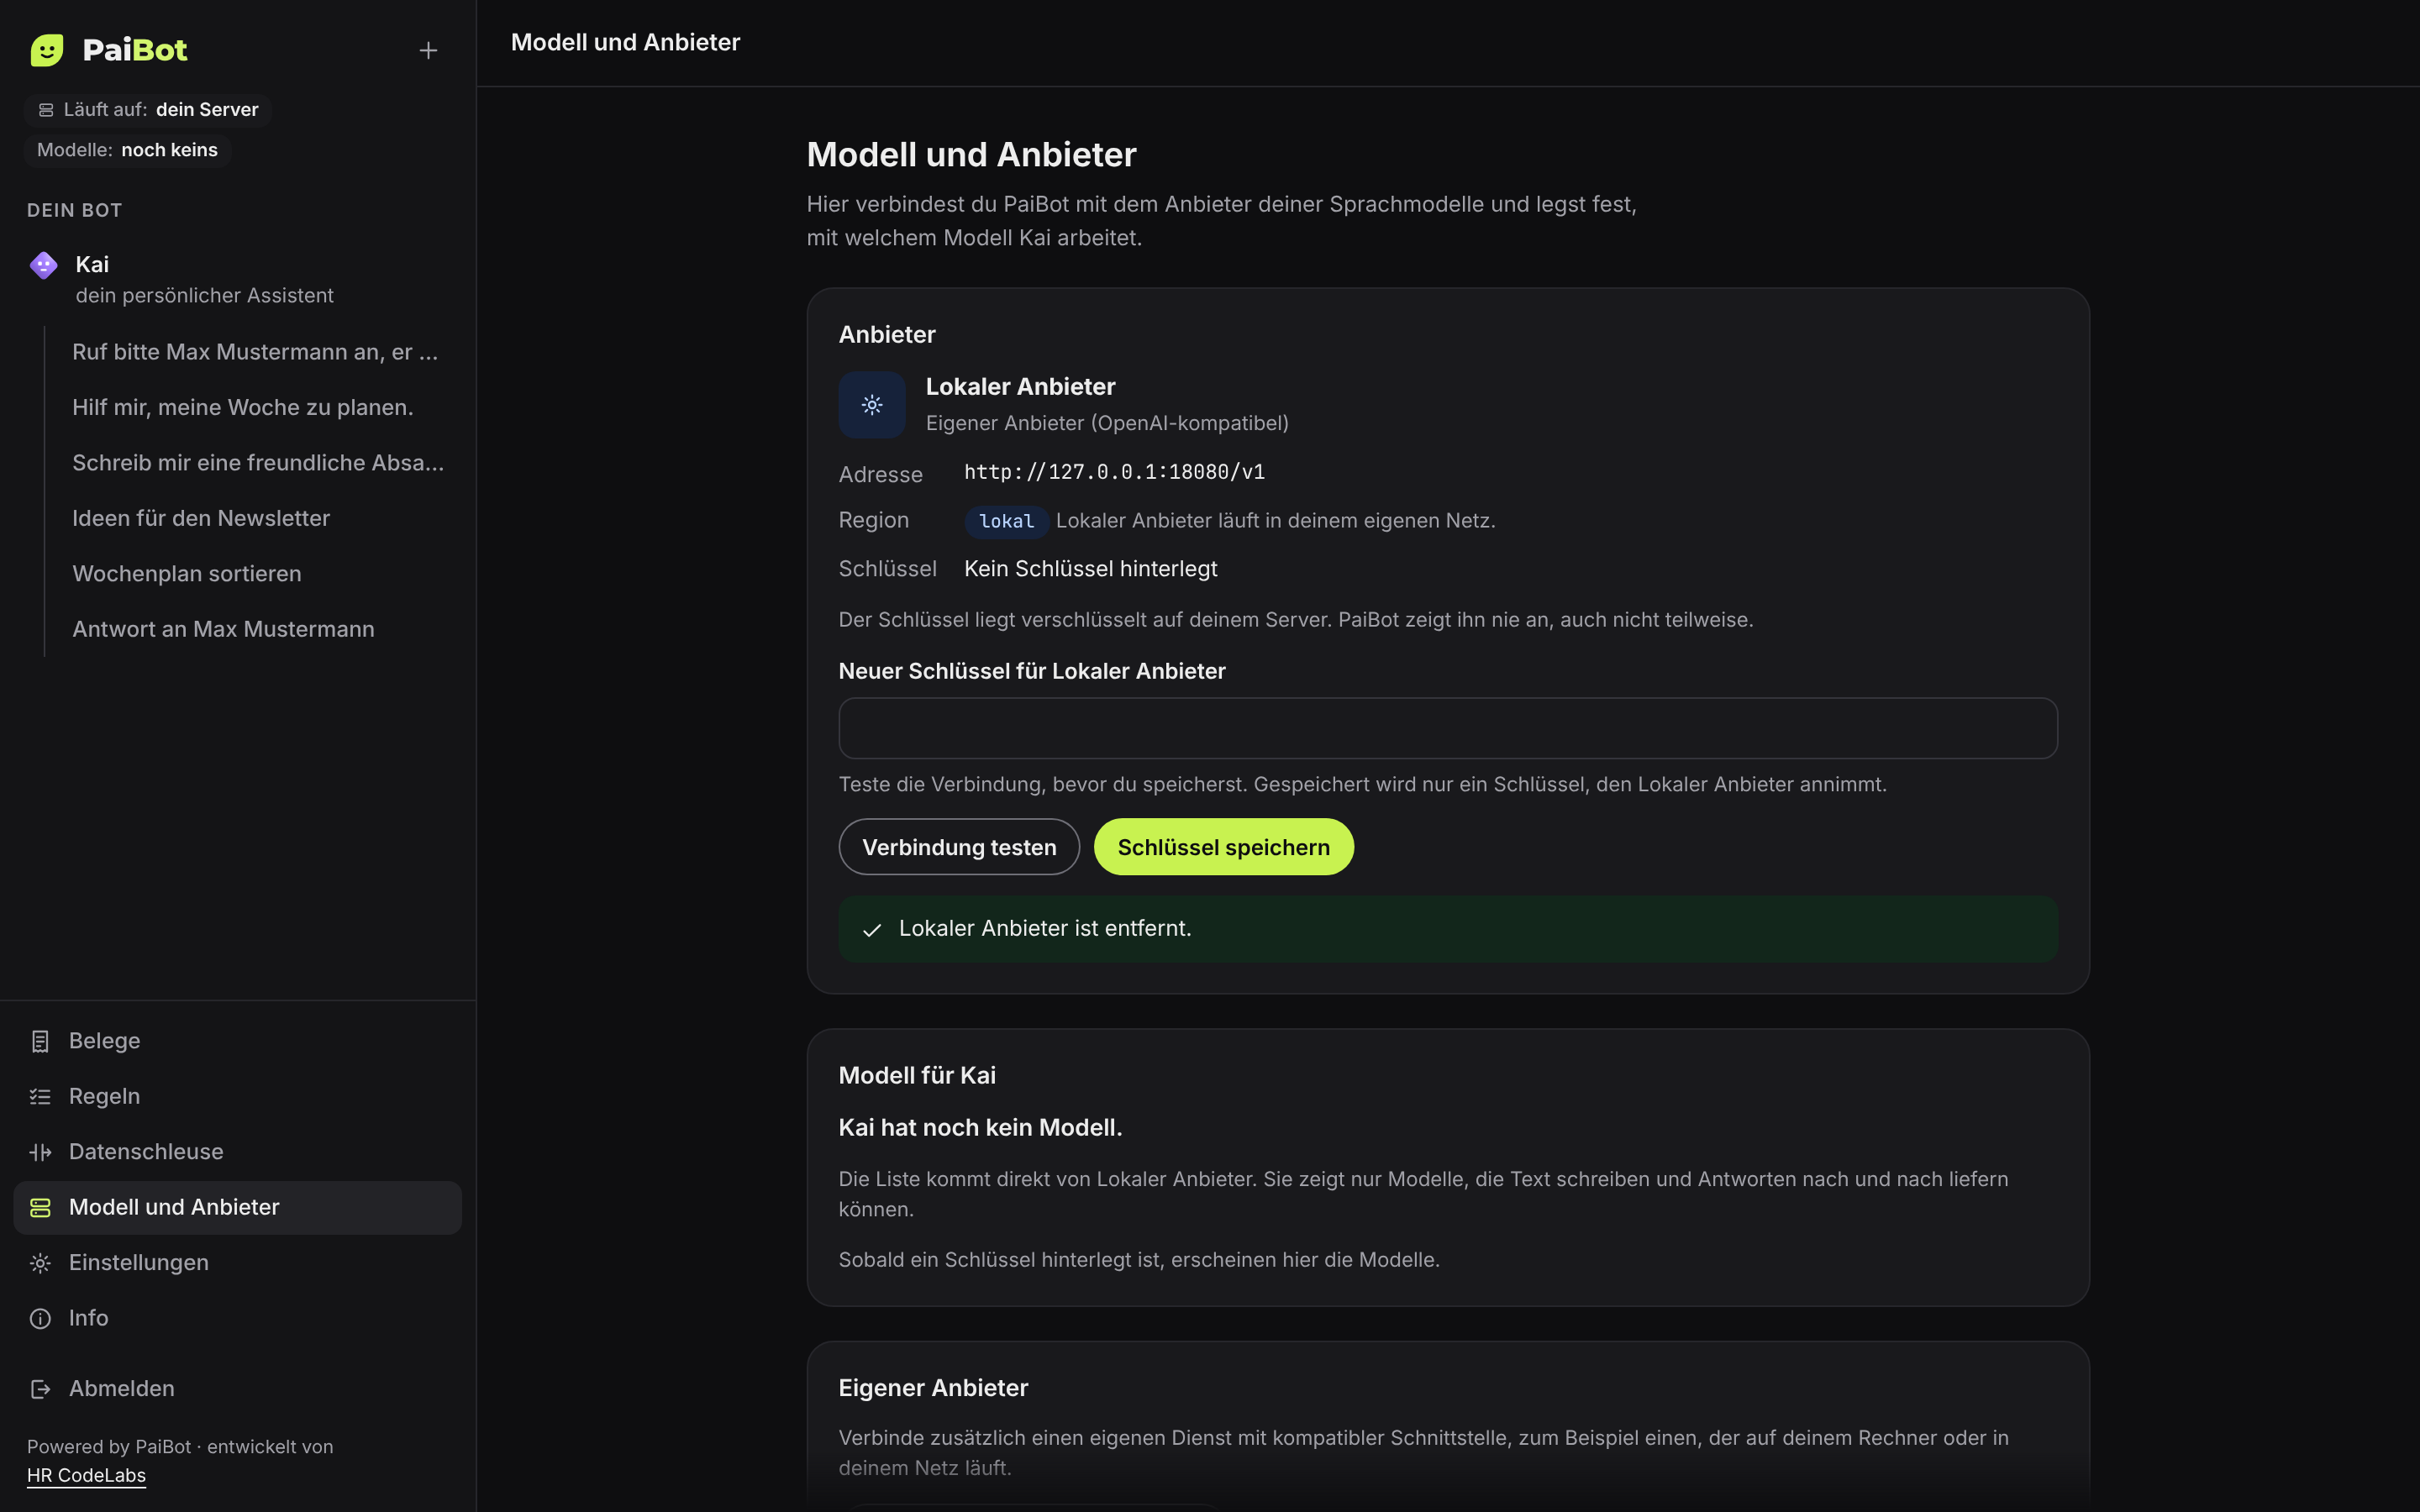 PaiBot
Läuft auf: dein Server
Modelle: noch keins
DEIN BOT
Kai
dein persönlicher Assistent
Ruf bitte Max Mustermann an, er ...
Hilf mir, meine Woche zu planen.
Schreib mir eine freundliche Absa...
Ideen für den Newsletter
Wochenplan sortieren
Antwort an Max Mustermann
Belege
Regeln
Datenschleuse
Modell und Anbieter
Einstellungen
Info
Abmelden
Powered by PaiBot · entwickelt von
HR CodeLabs
Modell und Anbieter
Modell und Anbieter
Hier verbindest du PaiBot mit dem Anbieter deiner Sprachmodelle und legst fest,
mit welchem Modell Kai arbeitet.
Anbieter
Lokaler Anbieter
Eigener Anbieter (OpenAI-kompatibel)
Adresse http://127.0.0.1:18080/v1
Region lokal Lokaler Anbieter läuft in deinem eigenen Netz.
Schlüssel Kein Schlüssel hinterlegt
Der Schlüssel liegt verschlüsselt auf deinem Server. PaiBot zeigt ihn nie an, auch nicht teilweise.
Neuer Schlüssel für Lokaler Anbieter
Teste die Verbindung, bevor du speicherst. Gespeichert wird nur ein Schlüssel, den Lokaler Anbieter annimmt.
Verbindung testen Schlüssel speichern
Lokaler Anbieter ist entfernt.
Modell für Kai
Kai hat noch kein Modell.
Die Liste kommt direkt von Lokaler Anbieter. Sie zeigt nur Modelle, die Text schreiben und Antworten nach und nach liefern
können.
Sobald ein Schlüssel hinterlegt ist, erscheinen hier die Modelle.
Eigener Anbieter
Verbinde zusätzlich einen eigenen Dienst mit kompatibler Schnittstelle, zum Beispiel einen, der auf deinem Rechner oder in
deinem Netz läuft.